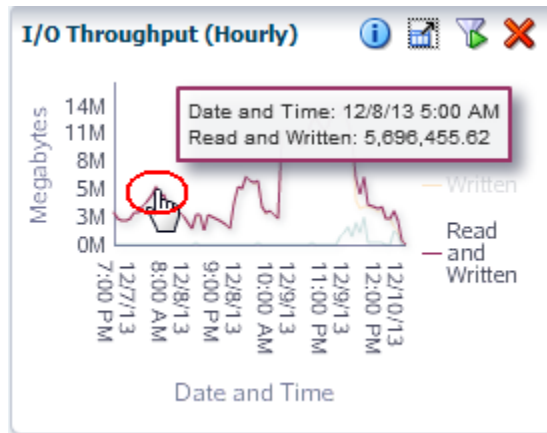 I/O Throughput (Hourly)
Date and Time: 12/8/13 5:00 AM
Read and Written: 5,696,455.62
Megabytes
14M
11M
8M
5M
3M
0M
Written
Read
and
Written
7:00 PM
12/7/13
8:00 AM
12/8/13
9:00 PM
12/8/13
10:00 AM
12/9/13
11:00 PM
12/9/13
12:00 PM
12/10/13
Date and Time